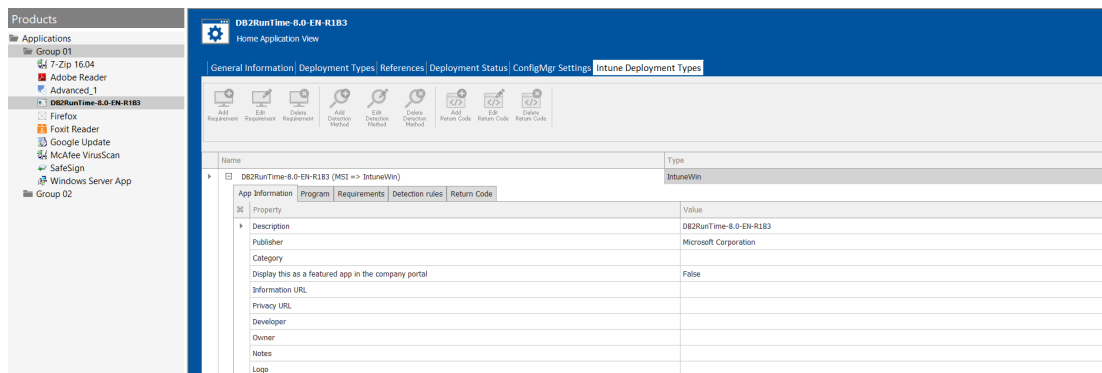 Products
Applications
Group 01
7-Zip 16.04
Adobe Reader
Advanced_1
DB2RunTime-8.0-EN-R1B3
Firefox
Foxit Reader
Google Update
McAfee VirusScan
SafeSign
Windows Server App
Group 02
DB2RunTime-8.0-EN-R1B3
Home Application View
General Information Deployment Types References Deployment Status ConfigMgr Settings Intune Deployment Types
Add Requirement
Edit Requirement
Delete Requirement
Add Detection Method
Edit Detection Method
Delete Detection Method
Add Return Code
Edit Return Code
Delete Return Code
Name Type
DB2RunTime-8.0-EN-R1B3 (MSI => IntuneWin) IntuneWin
App Information Program Requirements Detection rules Return Code
Property Value
Description DB2RunTime-8.0-EN-R1B3
Publisher Microsoft Corporation
Category
Display this as a featured app in the company portal False
Information URL
Privacy URL
Developer
Owner
Notes
Logo